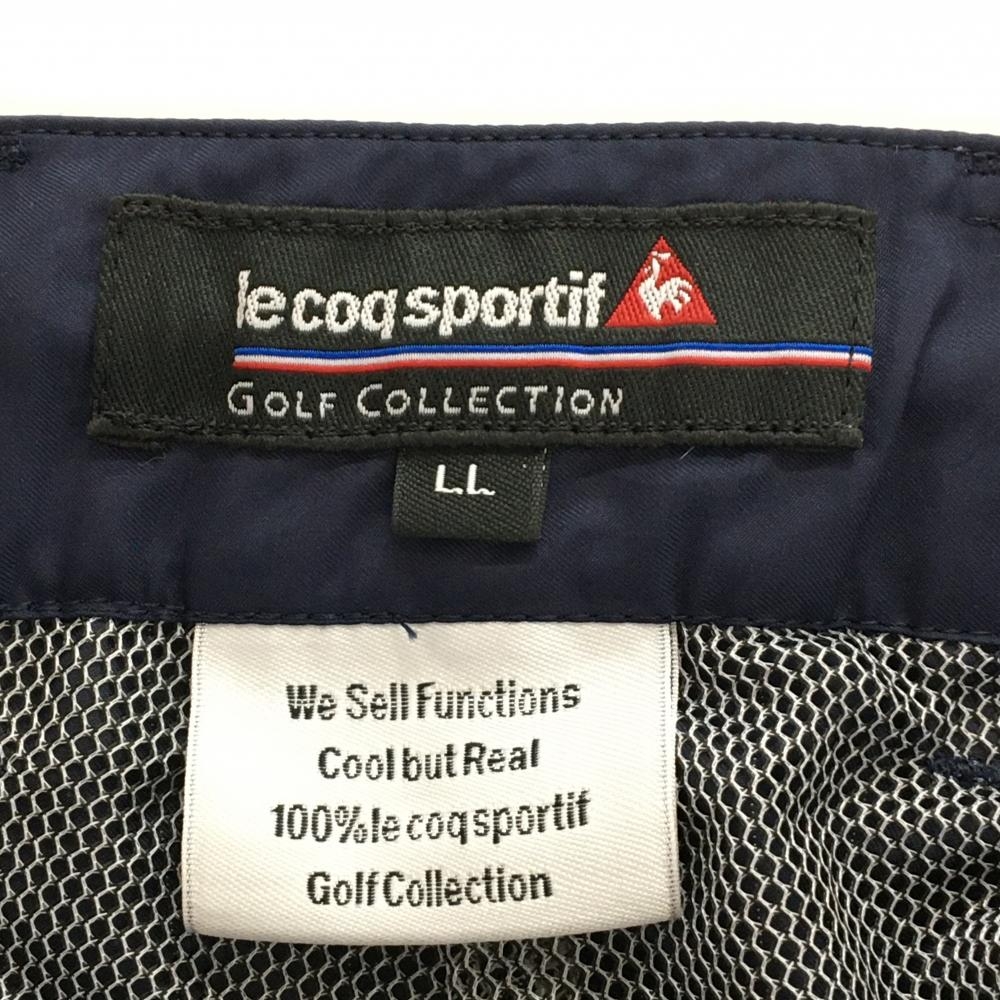 le coq sportif
GOLF COLLECTION
LL
We Sell Functions
Cool but Real
100% le coq sportif
Golf Collection